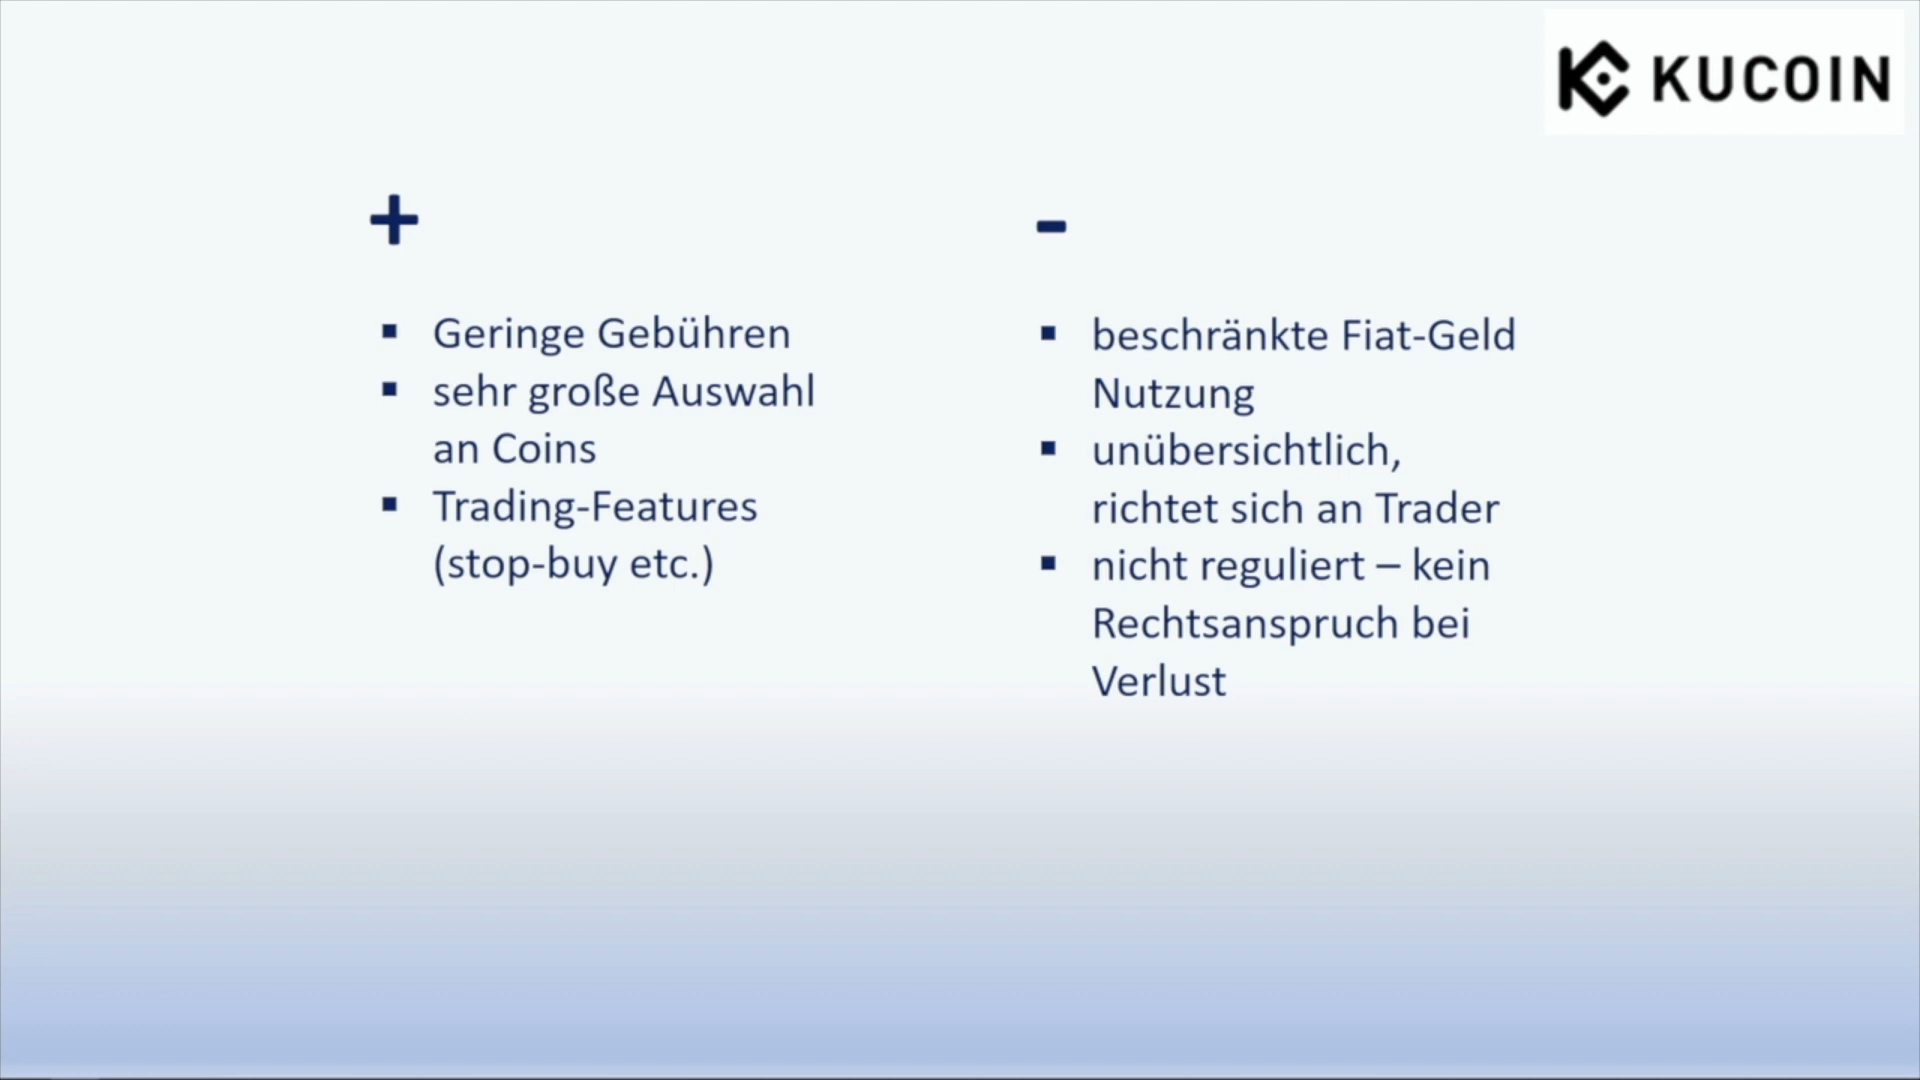 KUCOIN
+
▪ Geringe Gebühren
▪ sehr große Auswahl
an Coins
▪ Trading-Features
(stop-buy etc.)
-
▪ beschränkte Fiat-Geld
Nutzung
▪ unübersichtlich,
richtet sich an Trader
▪ nicht reguliert – kein
Rechtsanspruch bei
Verlust